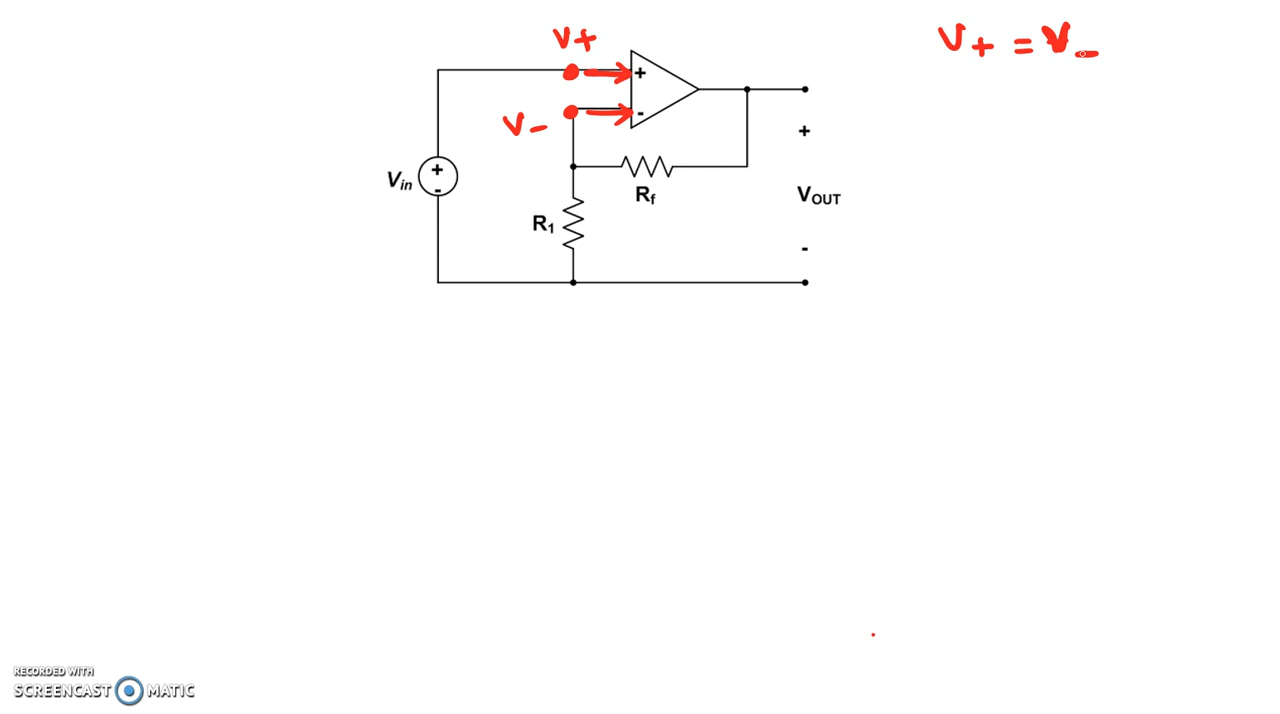 V+
V+ = V-
+
V-
-
+
Vin
+
-
Rf
VOUT
R1
-
RECORDED WITH
SCREENCAST MATIC